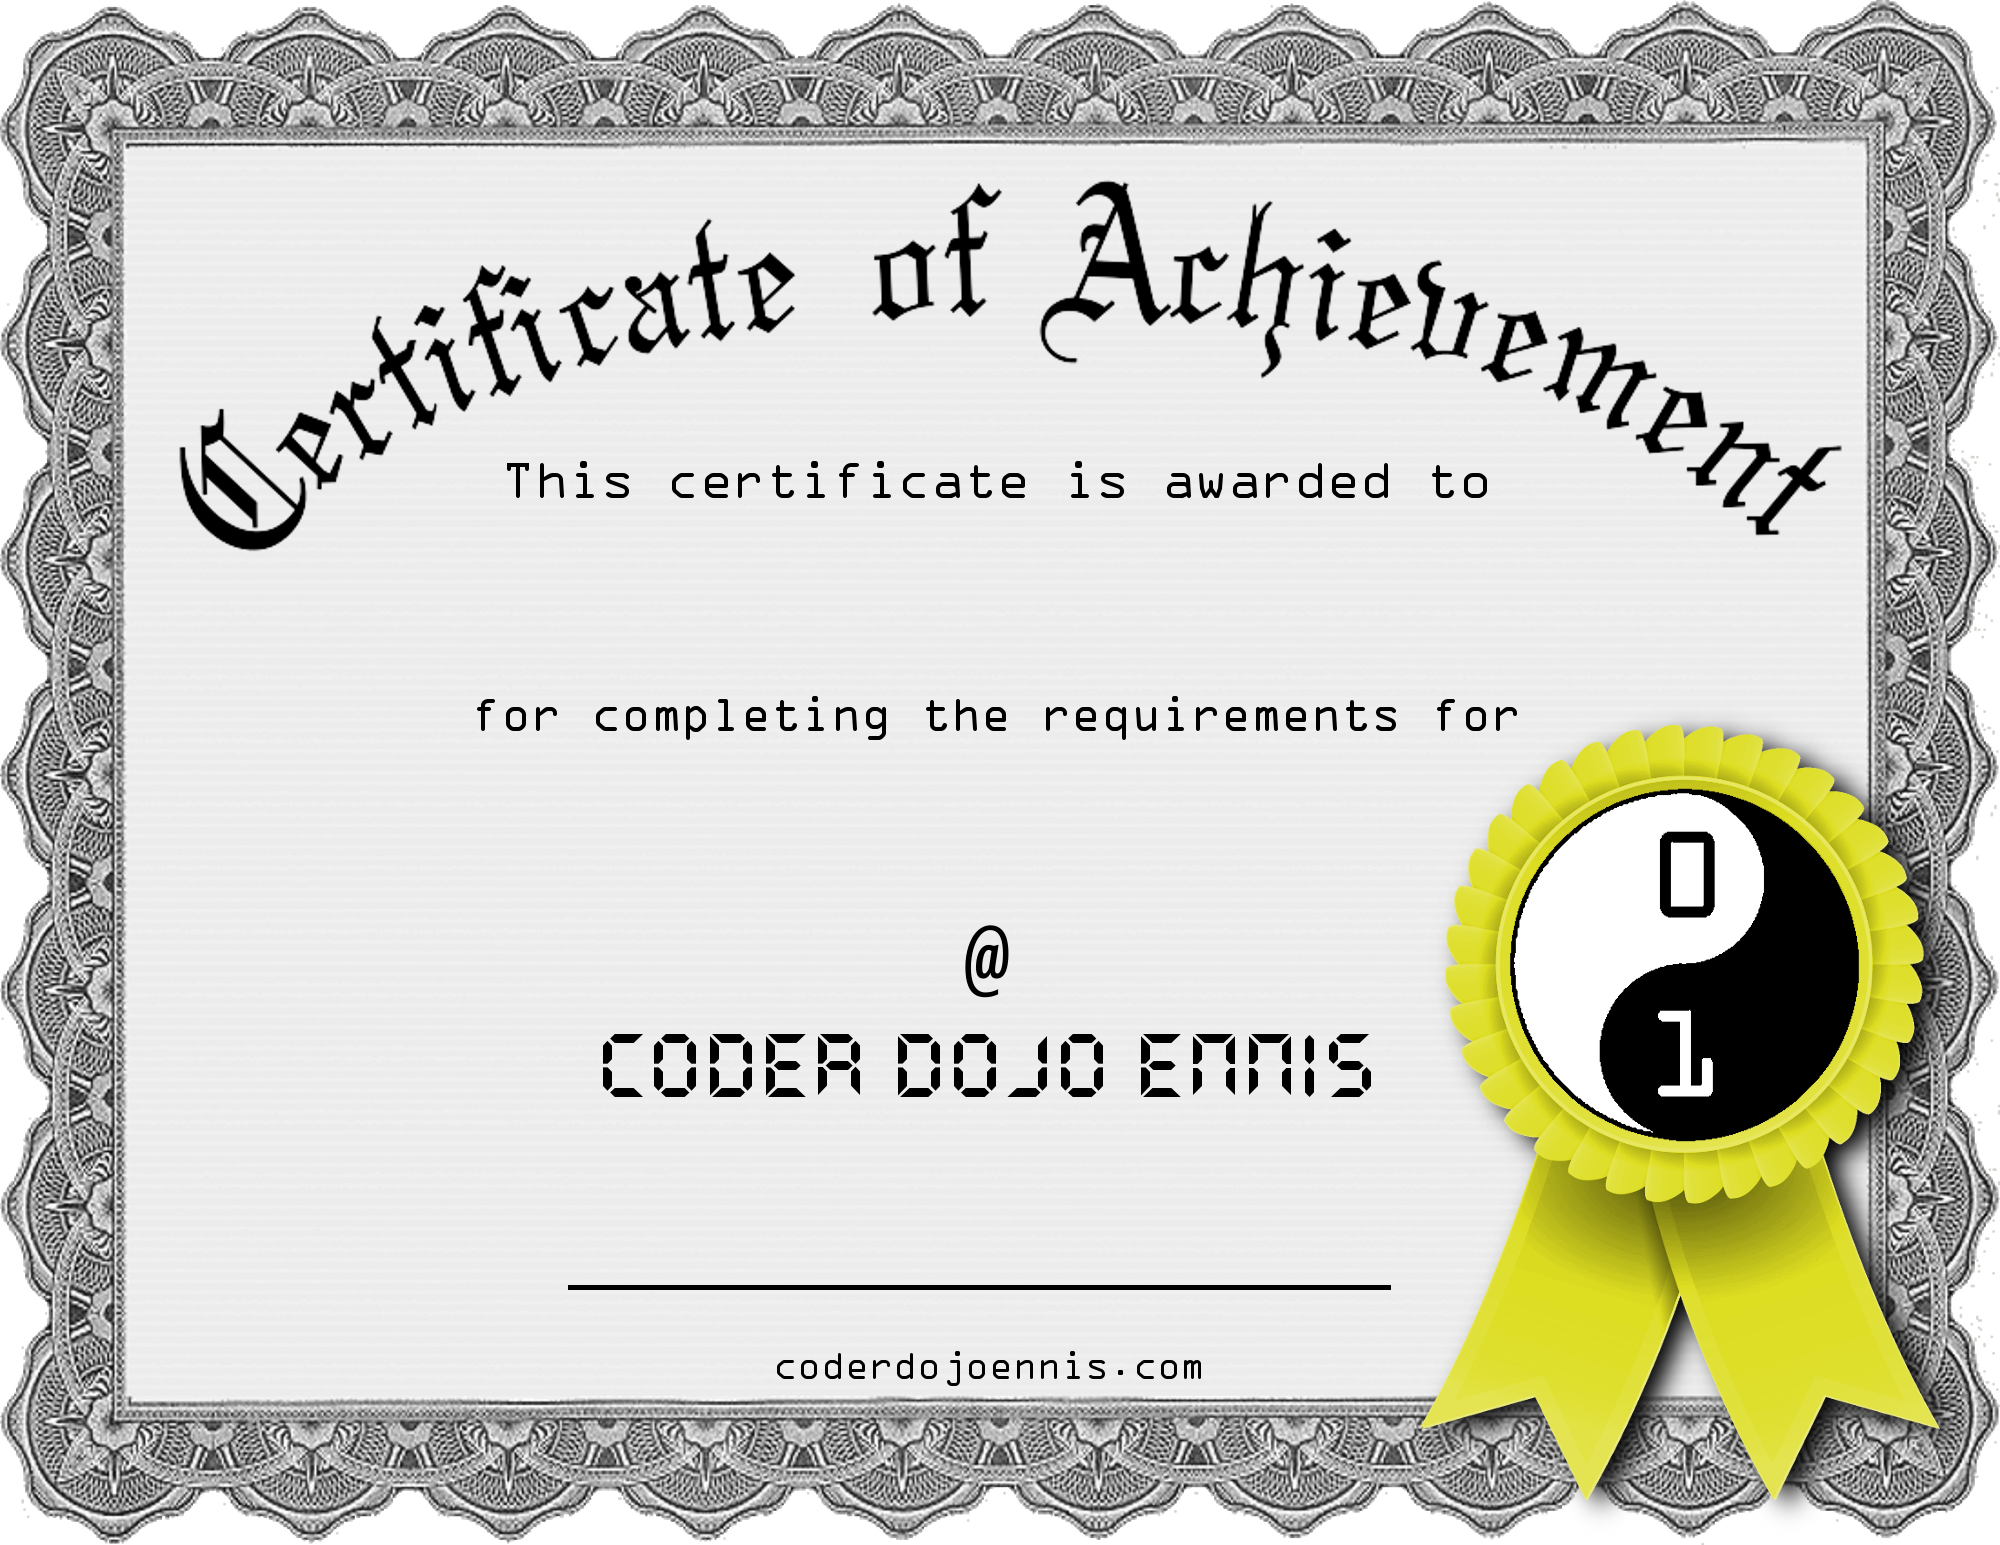 Certificate of Achievement
This certificate is awarded to
for completing the requirements for
@
CODER DOJO ENNIS
0
1
coderdojoennis.com